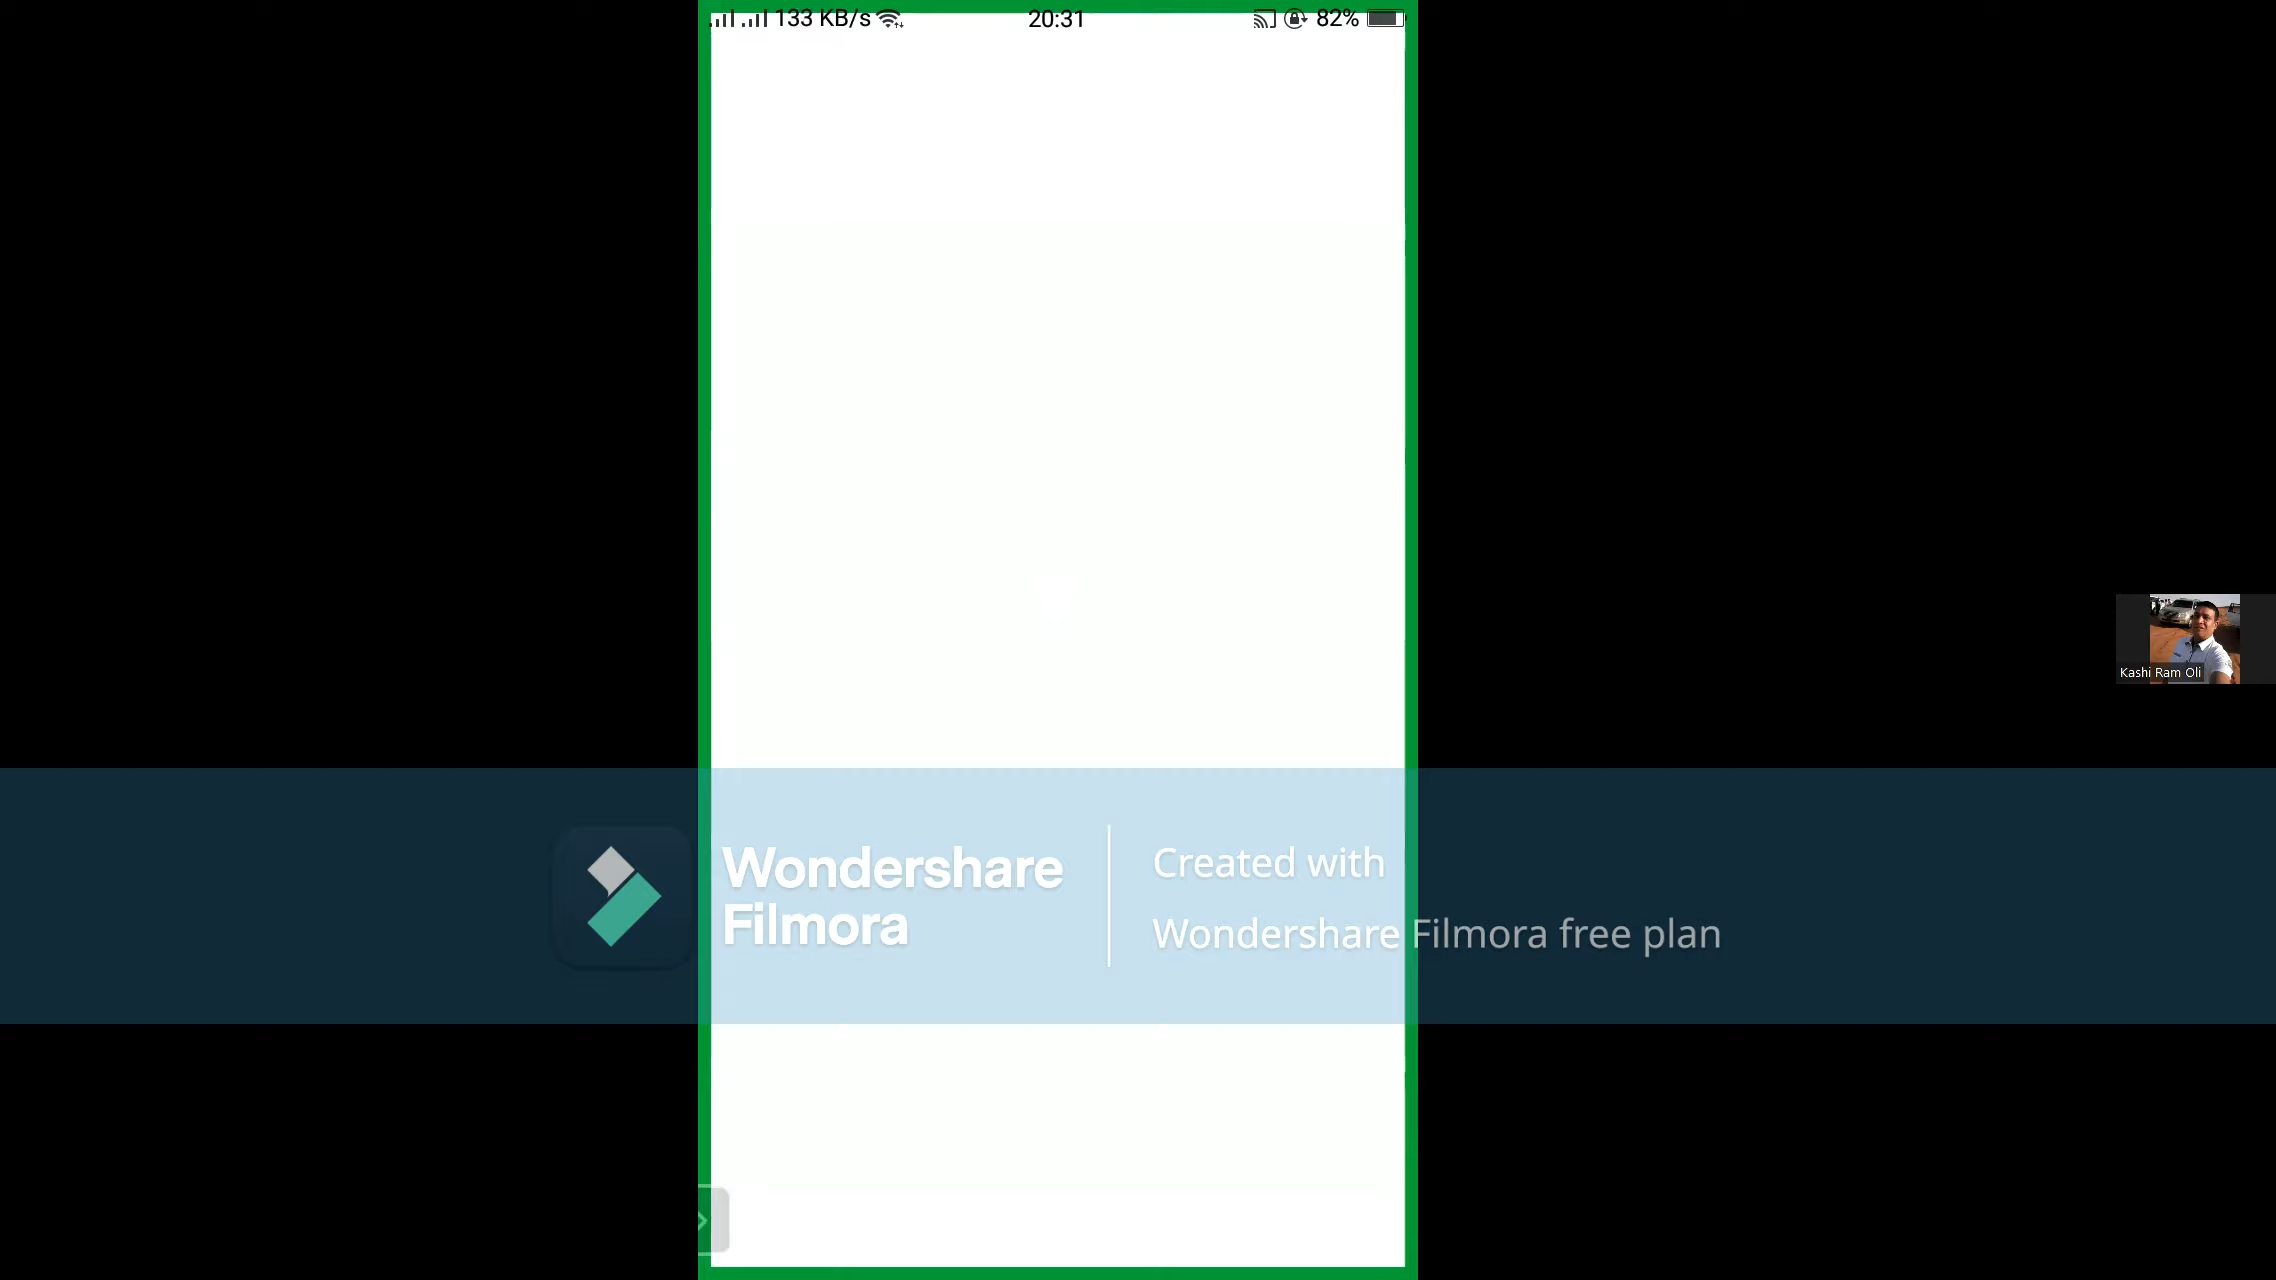 133 KB/s
20:31
82%
Kashi Ram Oli
Wondershare
Filmora
Created with
Wondershare Filmora free plan